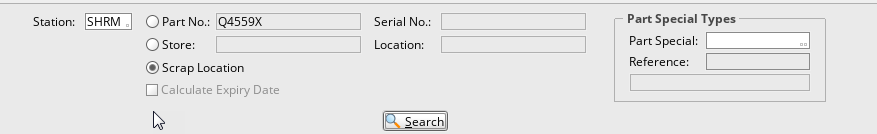 Station: SHRM Part No.: Q4559X Serial No.: Part Special Types
Store: Location: Part Special:
Scrap Location Reference:
Calculate Expiry Date
Search